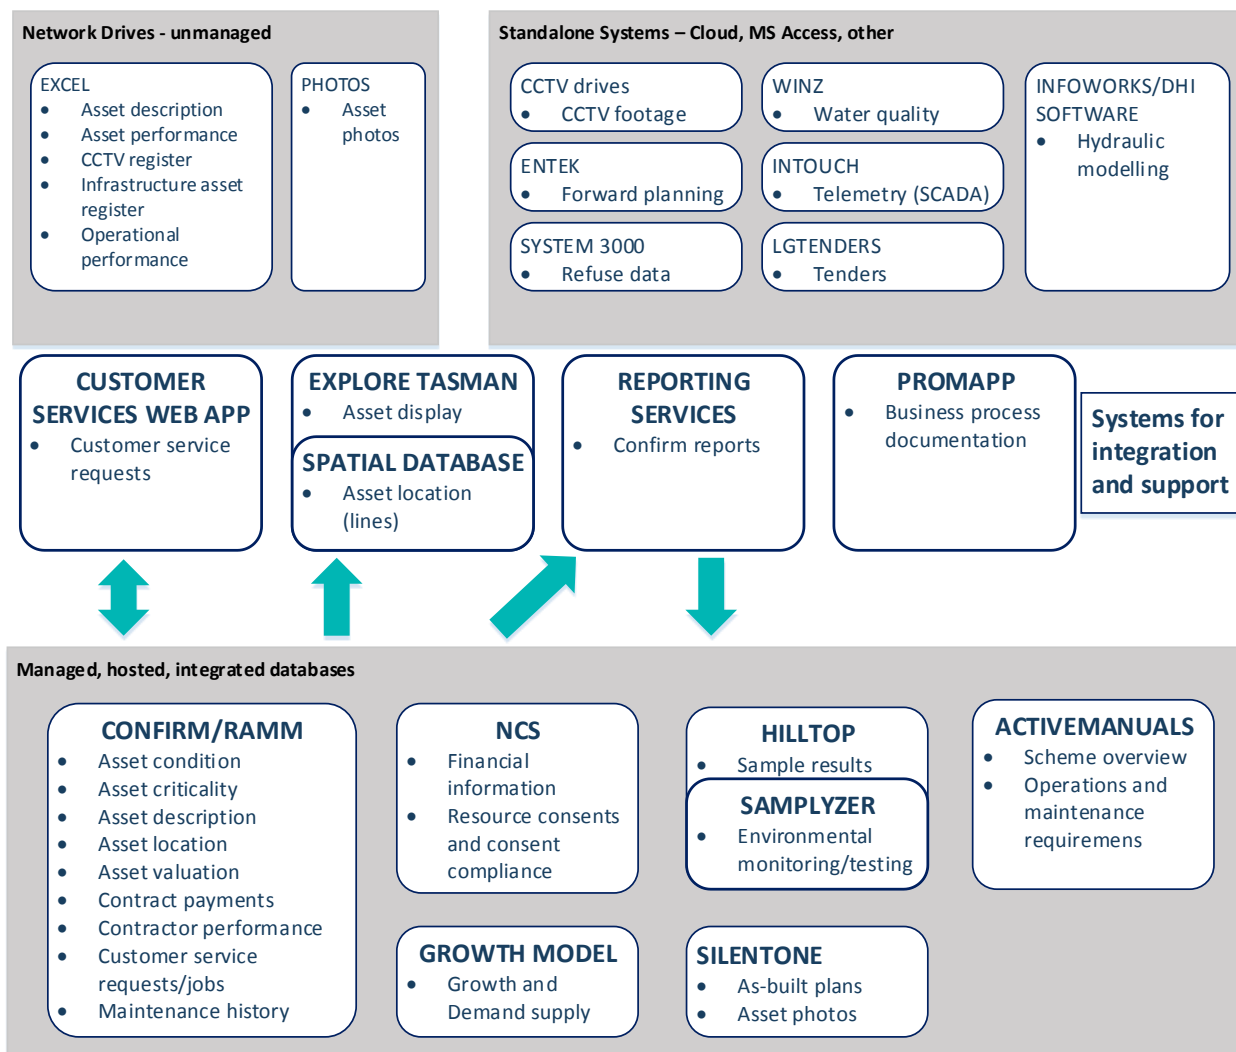 Network Drives - unmanaged
EXCEL
• Asset description
• Asset performance
• CCTV register
• Infrastructure asset
register
• Operational
performance
PHOTOS
• Asset
photos
Standalone Systems – Cloud, MS Access, other
CCTV drives
• CCTV footage
WINZ
• Water quality
INFOWORKS/DHI
SOFTWARE
• Hydraulic
modelling
ENTEK
• Forward planning
INTOUCH
• Telemetry (SCADA)
SYSTEM 3000
• Refuse data
LGTENDERS
• Tenders
CUSTOMER
SERVICES WEB APP
• Customer service
requests
EXPLORE TASMAN
• Asset display
SPATIAL DATABASE
• Asset location
(lines)
REPORTING
SERVICES
• Confirm reports
PROMAPP
• Business process
documentation
Systems for
integration
and support
Managed, hosted, integrated databases
CONFIRM/RAMM
• Asset condition
• Asset criticality
• Asset description
• Asset location
• Asset valuation
• Contract payments
• Contractor performance
• Customer service
requests/jobs
• Maintenance history
NCS
• Financial
information
• Resource consents
and consent
compliance
HILLTOP
• Sample results
SAMPLYZER
• Environmental
monitoring/testing
ACTIVEMANUALS
• Scheme overview
• Operations and
maintenance
requiremens
GROWTH MODEL
• Growth and
Demand supply
SILENTONE
• As-built plans
• Asset photos